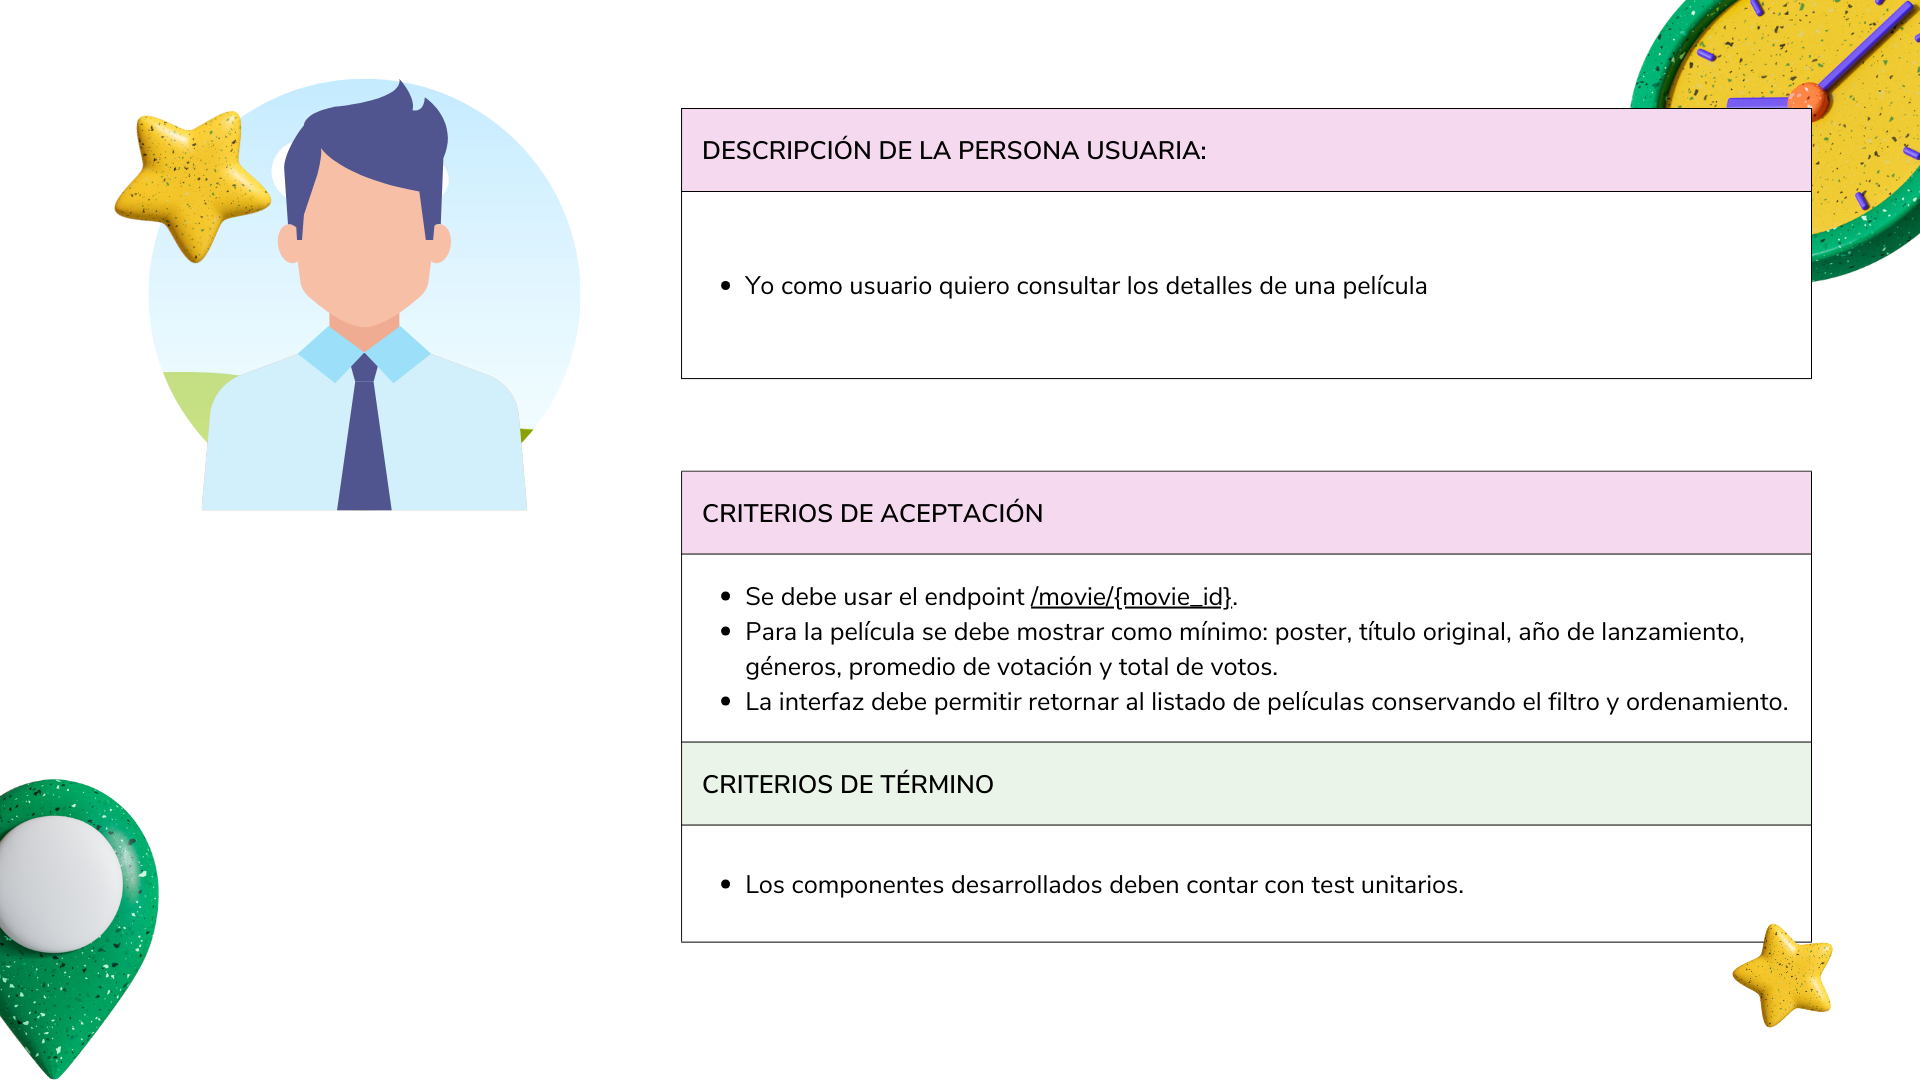 DESCRIPCIÓN DE LA PERSONA USUARIA:
Yo como usuario quiero consultar los detalles de una película
CRITERIOS DE ACEPTACIÓN
Se debe usar el endpoint /movie/{movie_id}.
Para la película se debe mostrar como mínimo: poster, título original, año de lanzamiento,
géneros, promedio de votación y total de votos.
La interfaz debe permitir retornar al listado de películas conservando el filtro y ordenamiento.
CRITERIOS DE TÉRMINO
Los componentes desarrollados deben contar con test unitarios.